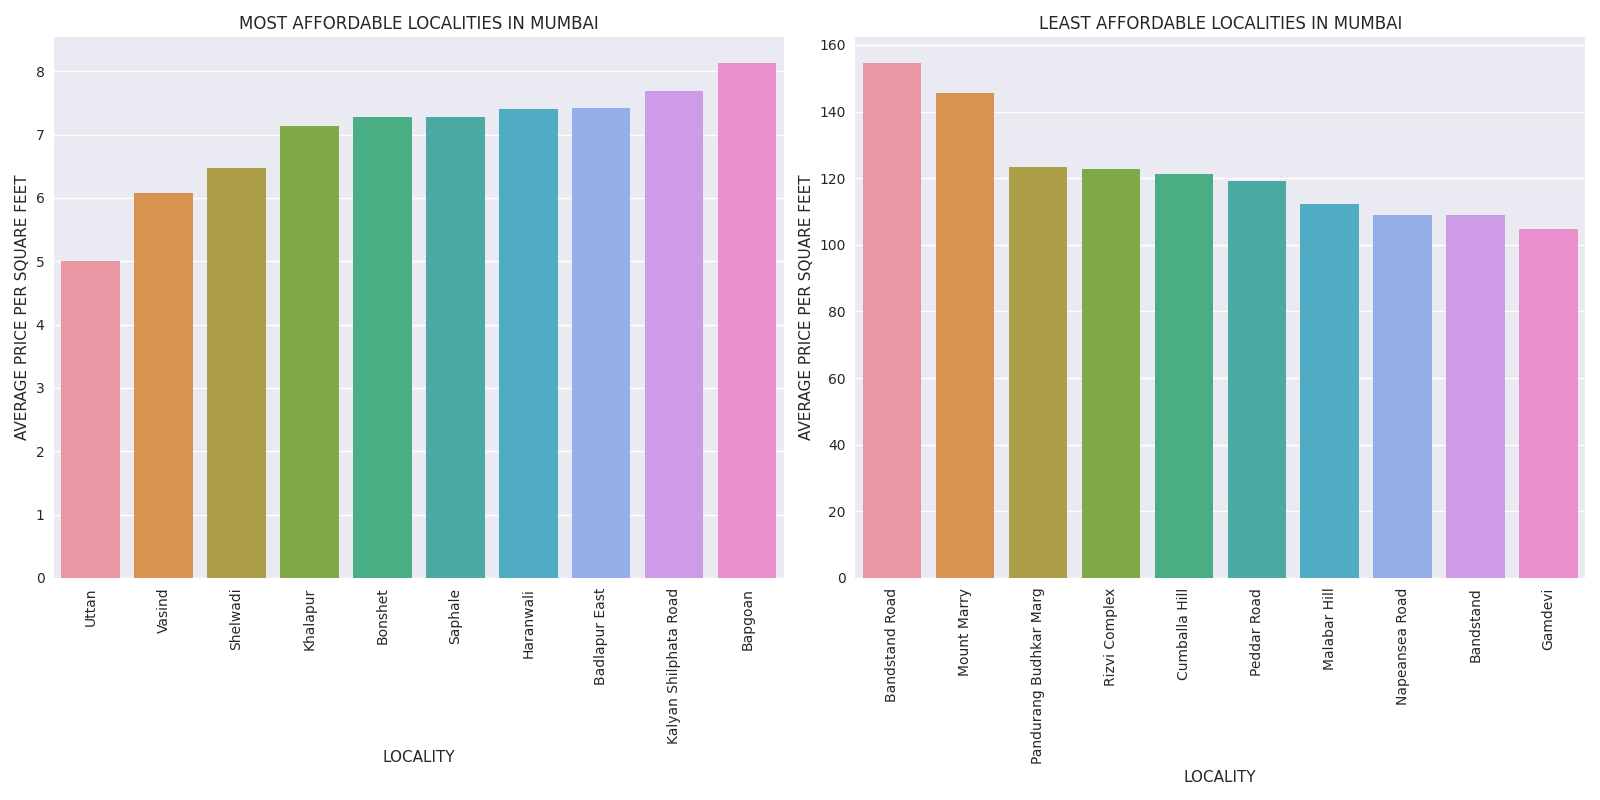 MOST AFFORDABLE LOCALITIES IN MUMBAI
AVERAGE PRICE PER SQUARE FEET
8
7
6
5
4
3
2
1
0
Uttan
Vasind
Shelwadi
Khalapur
Bonshet
Saphale
Haranwali
Badlapur East
Kalyan Shilphata Road
Bapgoan
LOCALITY
LEAST AFFORDABLE LOCALITIES IN MUMBAI
AVERAGE PRICE PER SQUARE FEET
160
140
120
100
80
60
40
20
0
Bandstand Road
Mount Marry
Pandurang Budhkar Marg
Rizvi Complex
Cumballa Hill
Peddar Road
Malabar Hill
Napeansea Road
Bandstand
Gamdevi
LOCALITY